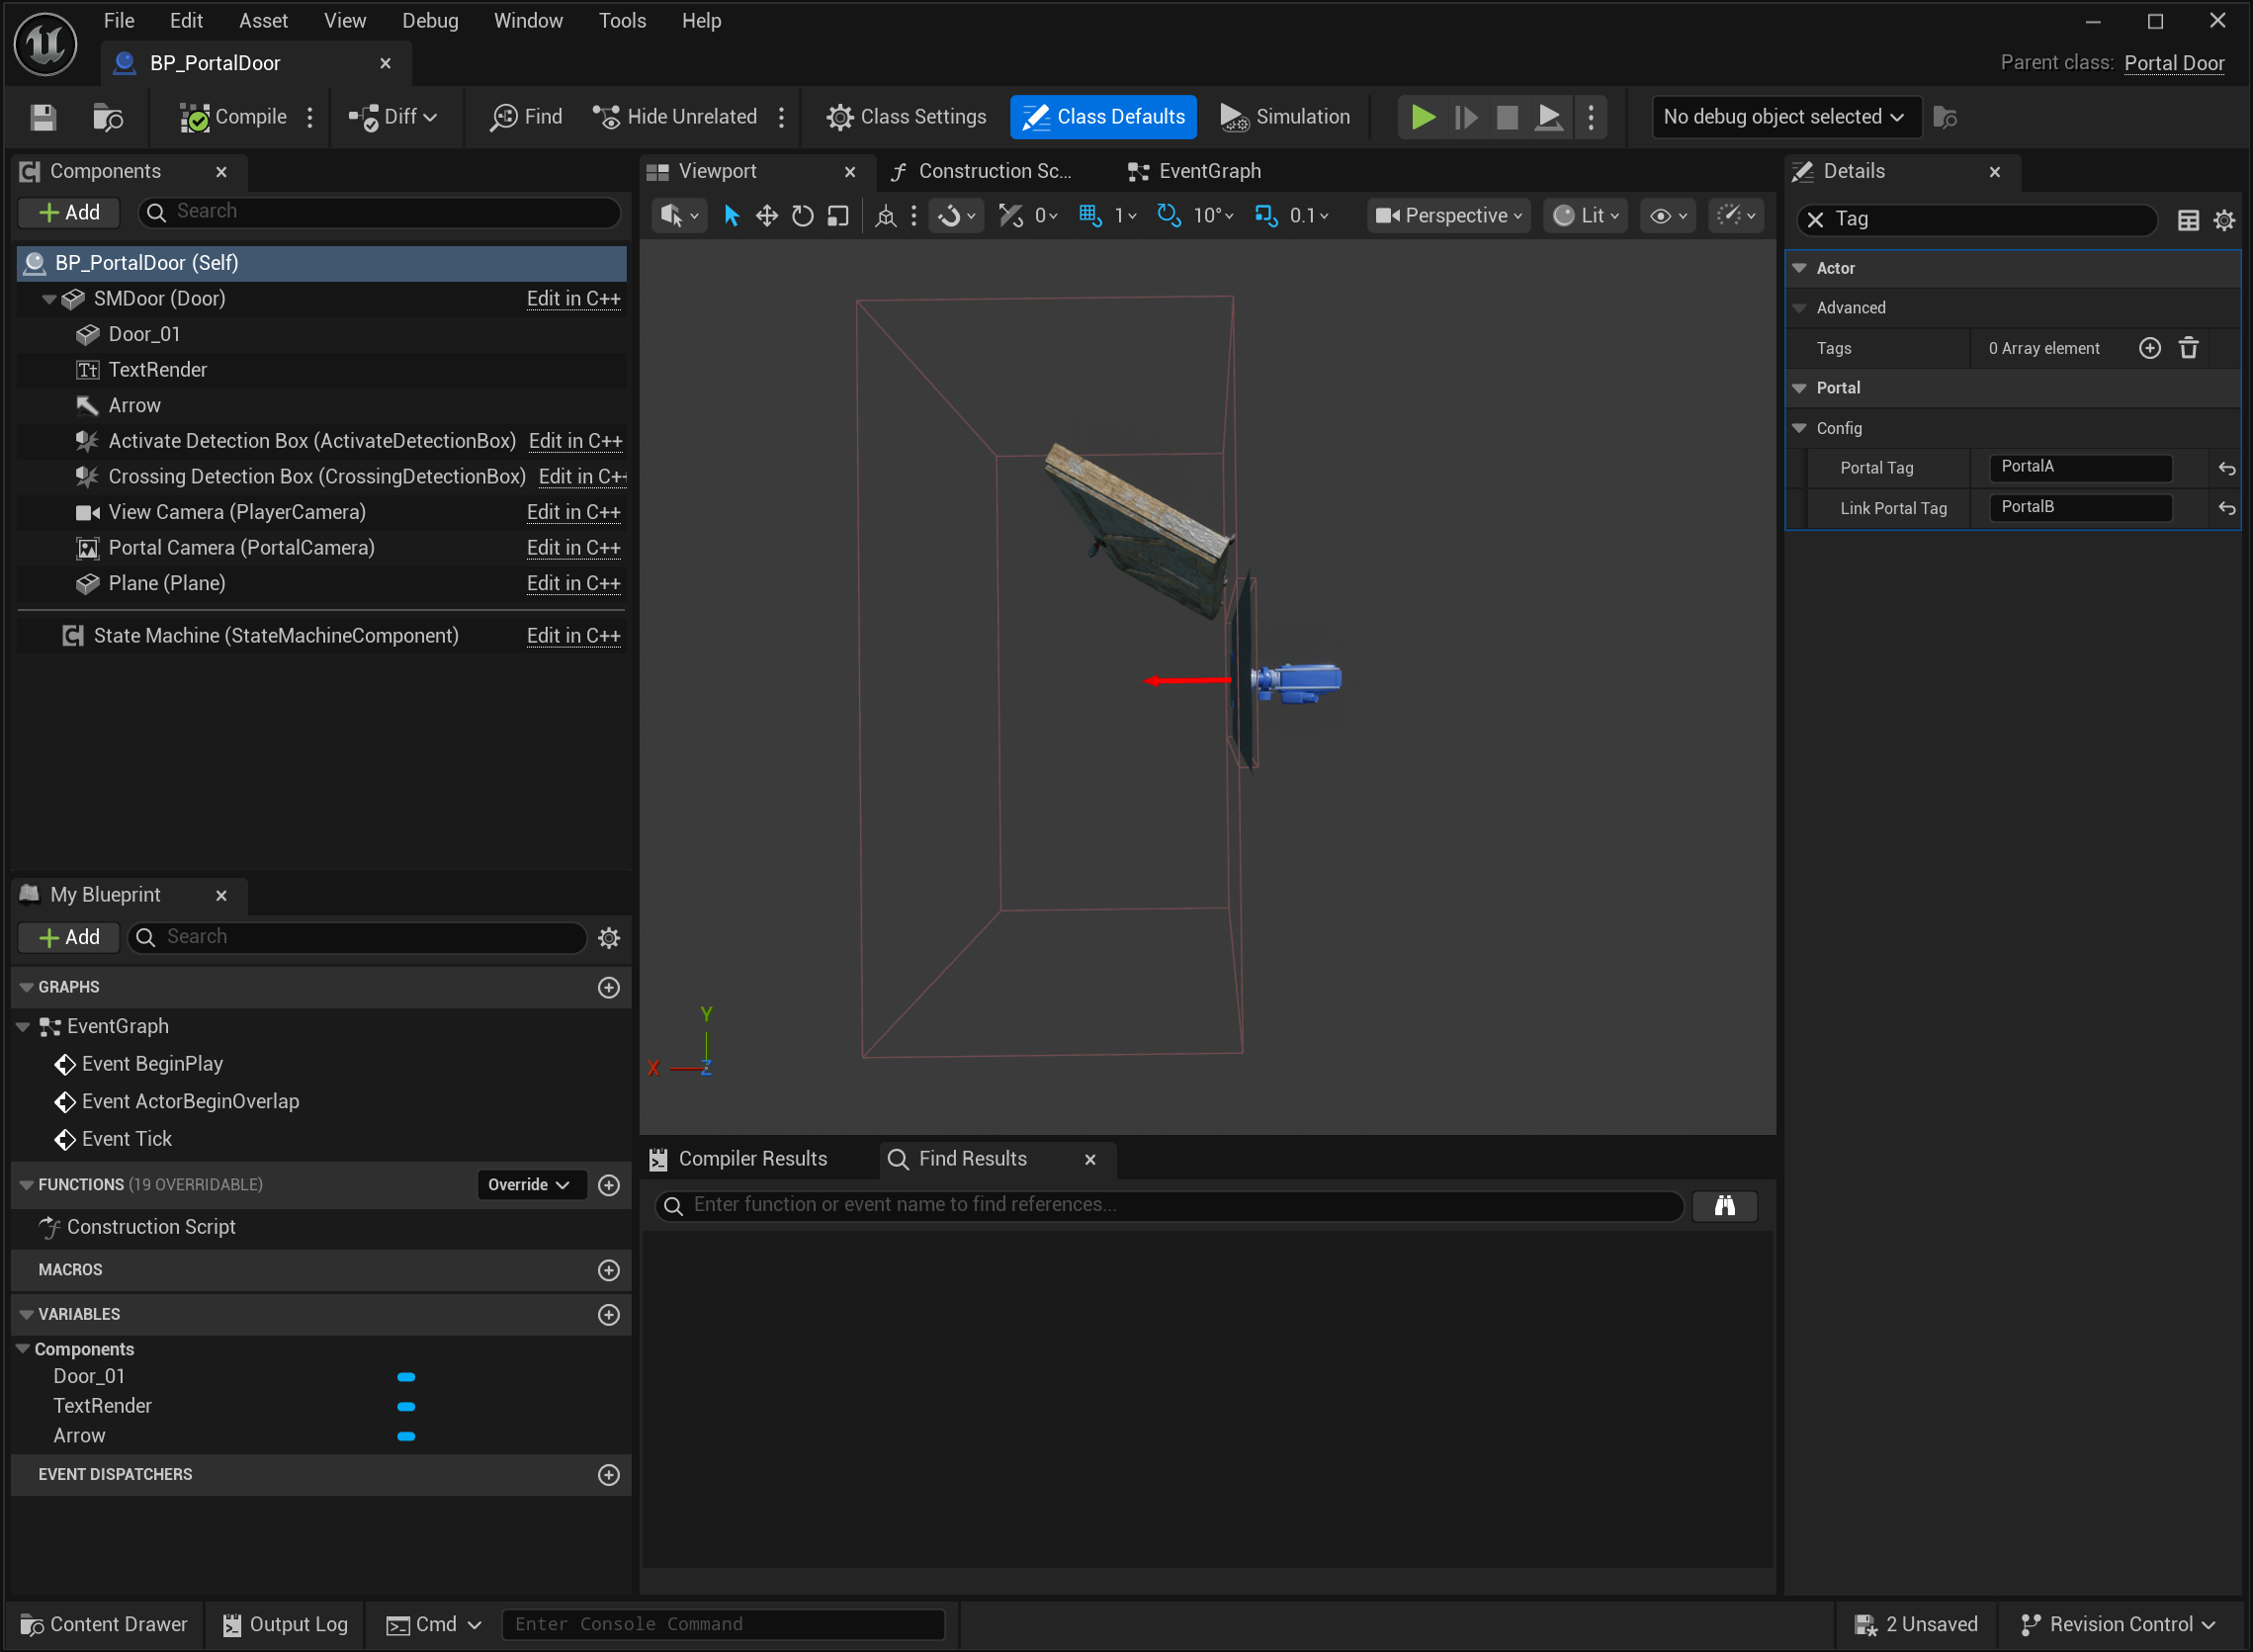 File Edit Asset View Debug Window Tools Help
BP_PortalDoor
Parent class: Portal Door
Compile Diff Find Hide Unrelated Class Settings Class Defaults Simulation No debug object selected
Components
Add Search
BP_PortalDoor (Self)
SMDoor (Door) Edit in C++
Door_01
TextRender
Arrow
Activate Detection Box (ActivateDetectionBox) Edit in C++
Crossing Detection Box (CrossingDetectionBox) Edit in C++
View Camera (PlayerCamera) Edit in C++
Portal Camera (PortalCamera) Edit in C++
Plane (Plane) Edit in C++
State Machine (StateMachineComponent) Edit in C++
My Blueprint
Add Search
GRAPHS
EventGraph
Event BeginPlay
Event ActorBeginOverlap
Event Tick
FUNCTIONS (19 OVERRIDABLE) Override
Construction Script
MACROS
VARIABLES
Components
Door_01
TextRender
Arrow
EVENT DISPATCHERS
Viewport Construction Sc... EventGraph
0 1 10° 0.1 Perspective Lit
Y
X Z
Compiler Results Find Results
Enter function or event name to find references...
Details
Tag
Actor
Advanced
Tags 0 Array element
Portal
Config
Portal Tag PortalA
Link Portal Tag PortalB
Content Drawer Output Log Cmd Enter Console Command 2 Unsaved Revision Control